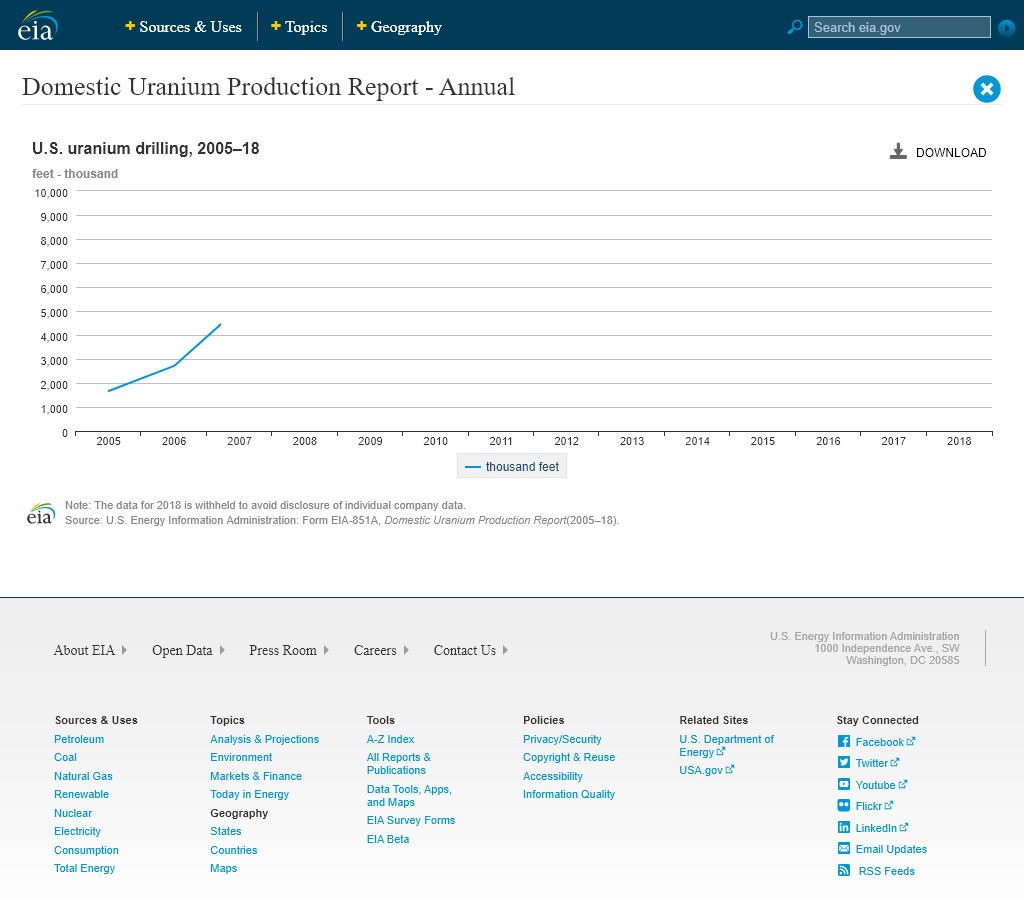 eia
Sources & Uses
Topics
Geography
Search eia.gov
Domestic Uranium Production Report - Annual
U.S. uranium drilling, 2005–18
DOWNLOAD
feet - thousand
10,000
9,000
8,000
7,000
6,000
5,000
4,000
3,000
2,000
1,000
0
2005 2006 2007 2008 2009 2010 2011 2012 2013 2014 2015 2016 2017 2018
thousand feet
eia
Note: The data for 2018 is withheld to avoid disclosure of individual company data.
Source: U.S. Energy Information Administration: Form EIA-851A, Domestic Uranium Production Report(2005–18).
About EIA
Open Data
Press Room
Careers
Contact Us
U.S. Energy Information Administration
1000 Independence Ave., SW
Washington, DC 20585
Sources & Uses
Petroleum
Coal
Natural Gas
Renewable
Nuclear
Electricity
Consumption
Total Energy
Topics
Analysis & Projections
Environment
Markets & Finance
Today in Energy
Geography
States
Countries
Maps
Tools
A-Z Index
All Reports &
Publications
Data Tools, Apps,
and Maps
EIA Survey Forms
EIA Beta
Policies
Privacy/Security
Copyright & Reuse
Accessibility
Information Quality
Related Sites
U.S. Department of
Energy
USA.gov
Stay Connected
Facebook
Twitter
Youtube
Flickr
LinkedIn
Email Updates
RSS Feeds